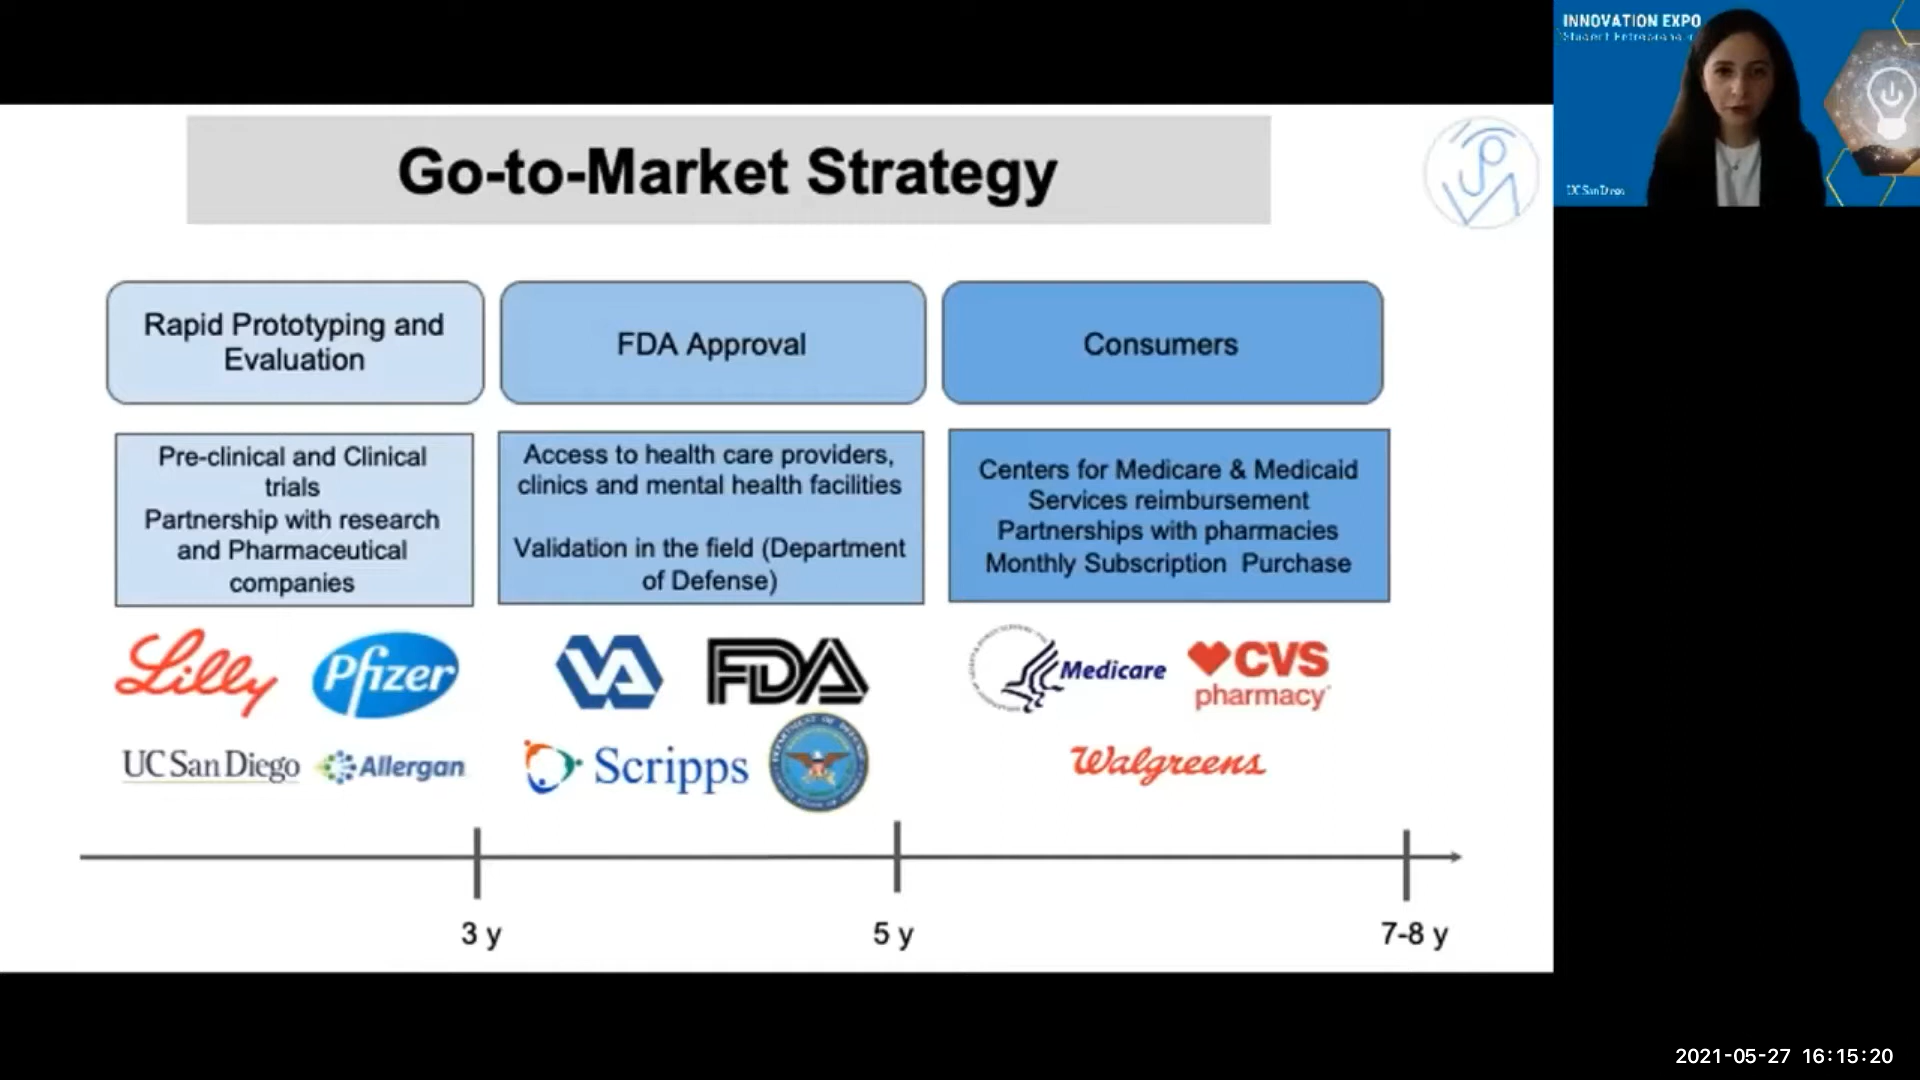 INNOVATION EXPO
UC San Diego
Go-to-Market Strategy
Rapid Prototyping and
Evaluation
FDA Approval
Consumers
Pre-clinical and Clinical
trials
Partnership with research
and Pharmaceutical
companies
Access to health care providers,
clinics and mental health facilities
Validation in the field (Department
of Defense)
Centers for Medicare & Medicaid
Services reimbursement
Partnerships with pharmacies
Monthly Subscription Purchase
Lilly
Pfizer
UC San Diego
Allergan
VA
FDA
Scripps
Medicare
CVS
pharmacy
Walgreens
3 y
5 y
7-8 y
2021-05-27 16:15:20